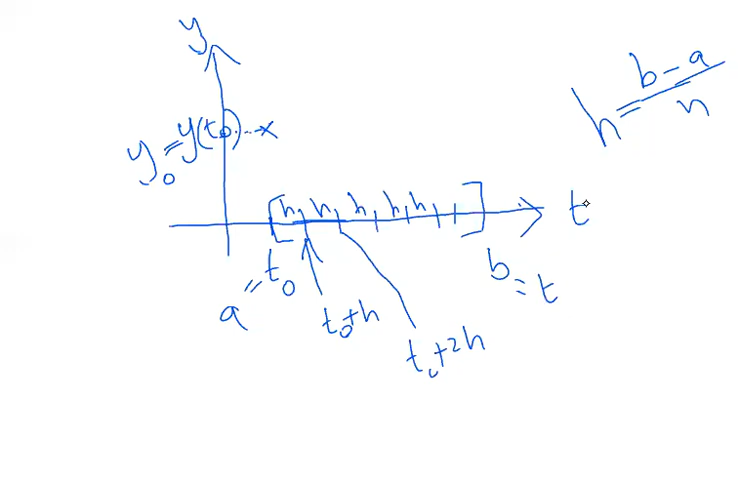 y
h = b-a / n
y₀ = y(t₀)
h h h h h
t
a = t₀
b = t
t₀+h
t₀+2h